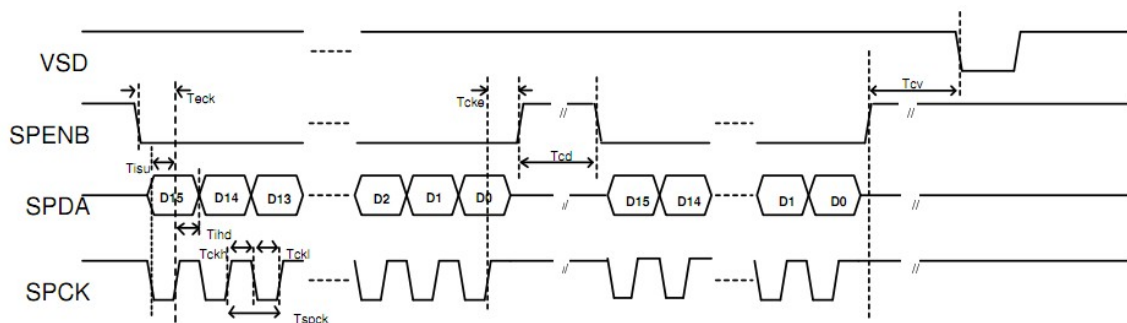 VSD
Tcv
Teck
Tcke
SPENB
Tcd
Tisu
SPDA
D15
D14
D13
D2
D1
D0
D15
D14
D1
D0
Tihd
Tckh
Tckl
SPCK
Tspck